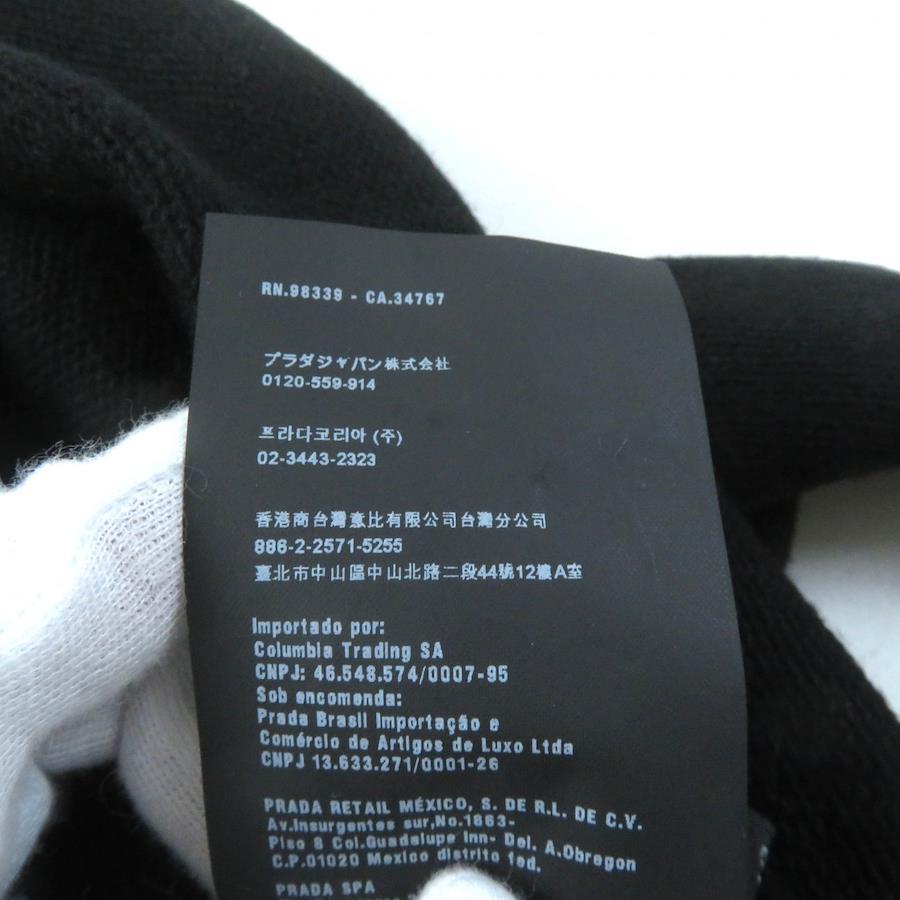 RN.98339 - CA.34767
プラダジャパン株式会社
0120-559-914
프라다코리아 (주)
02-3443-2323
香港商台灣意比有限公司台灣分公司
886-2-2571-5255
臺北市中山區中山北路二段44號12樓A室
Importado por:
Columbia Trading SA
CNPJ: 46.548.574/0007-95
Sob encomenda:
Prada Brasil Importação e
Comércio de Artigos de Luxo Ltda
CNPJ 13.633.271/0001-26
PRADA RETAIL MÉXICO, S. DE R.L. DE C.V.
Av.Insurgentes sur,No.1863-
Piso 8 Col.Guadalupe Inn- Del. A.Obregon
C.P.01020 Mexico distrito fed.
PRADA SPA